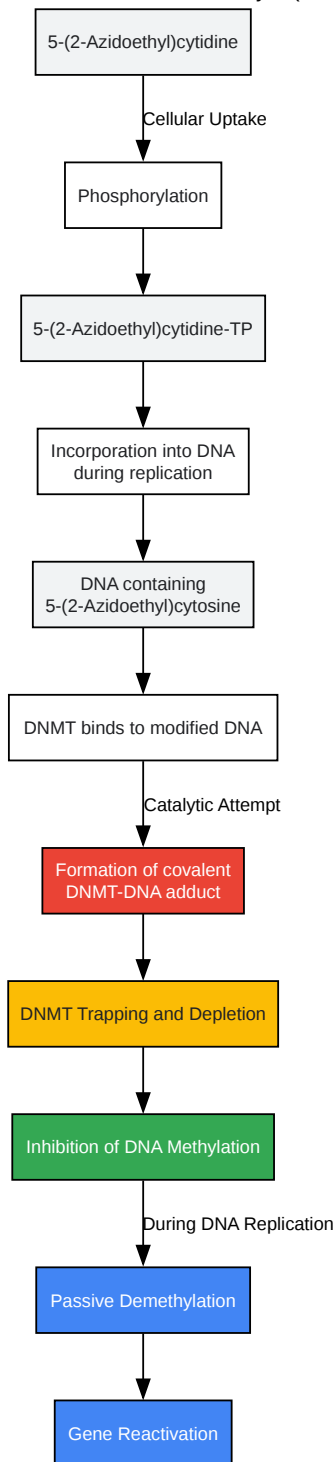 5-(2-Azidoethyl)cytidine
Cellular Uptake
Phosphorylation
5-(2-Azidoethyl)cytidine-TP
Incorporation into DNA
during replication
DNA containing
5-(2-Azidoethyl)cytosine
DNMT binds to modified DNA
Catalytic Attempt
Formation of covalent
DNMT-DNA adduct
DNMT Trapping and Depletion
Inhibition of DNA Methylation
During DNA Replication
Passive Demethylation
Gene Reactivation